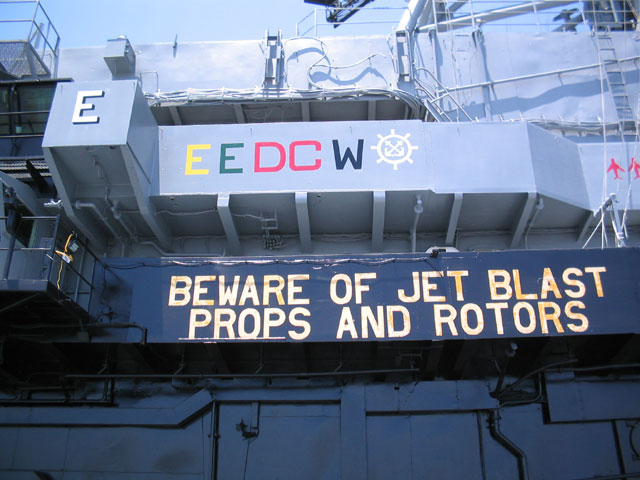 E
EEDCW
BEWARE OF JET BLAST
PROPS AND ROTORS